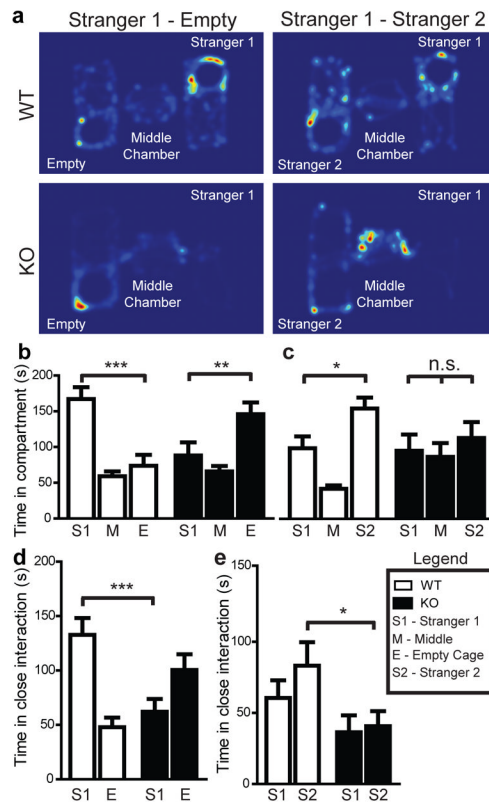 a
Stranger 1 - Empty
Stranger 1 - Stranger 2
WT
Stranger 1
Middle
Chamber
Empty
Stranger 1
Middle
Chamber
Stranger 2
KO
Stranger 1
Middle
Chamber
Empty
Stranger 1
Middle
Chamber
Stranger 2
b
Time in compartment (s)
200
150
100
50
0
***
**
S1 M E S1 M E
c
*
n.s.
S1 M S2 S1 M S2
d
Time in close interaction (s)
200
150
100
50
0
***
S1 E S1 E
e
Time in close interaction (s)
150
100
50
0
*
S1 S2 S1 S2
Legend
WT
KO
S1 - Stranger 1
M - Middle
E - Empty Cage
S2 - Stranger 2